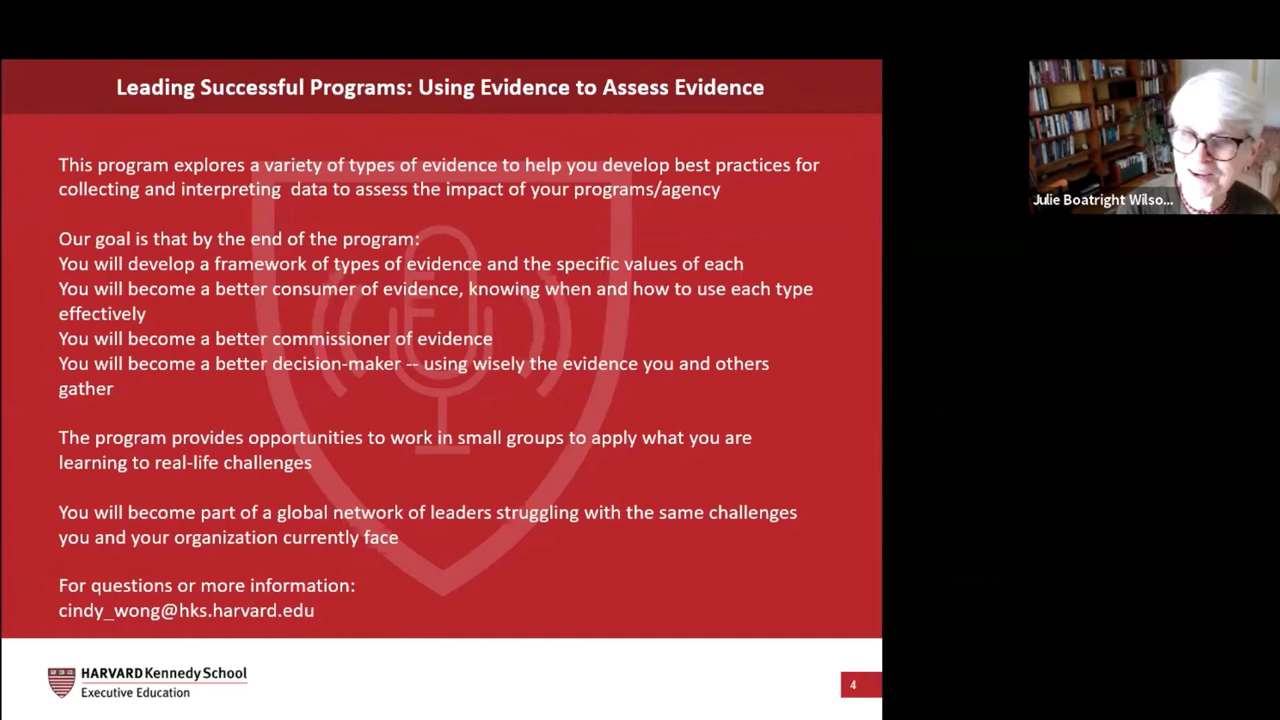 Leading Successful Programs: Using Evidence to Assess Evidence
This program explores a variety of types of evidence to help you develop best practices for
collecting and interpreting data to assess the impact of your programs/agency
Our goal is that by the end of the program:
You will develop a framework of types of evidence and the specific values of each
You will become a better consumer of evidence, knowing when and how to use each type
effectively
You will become a better commissioner of evidence
You will become a better decision-maker -- using wisely the evidence you and others
gather
The program provides opportunities to work in small groups to apply what you are
learning to real-life challenges
You will become part of a global network of leaders struggling with the same challenges
you and your organization currently face
For questions or more information:
cindy_wong@hks.harvard.edu
HARVARD Kennedy School
Executive Education
4
Julie Boatright Wilso...